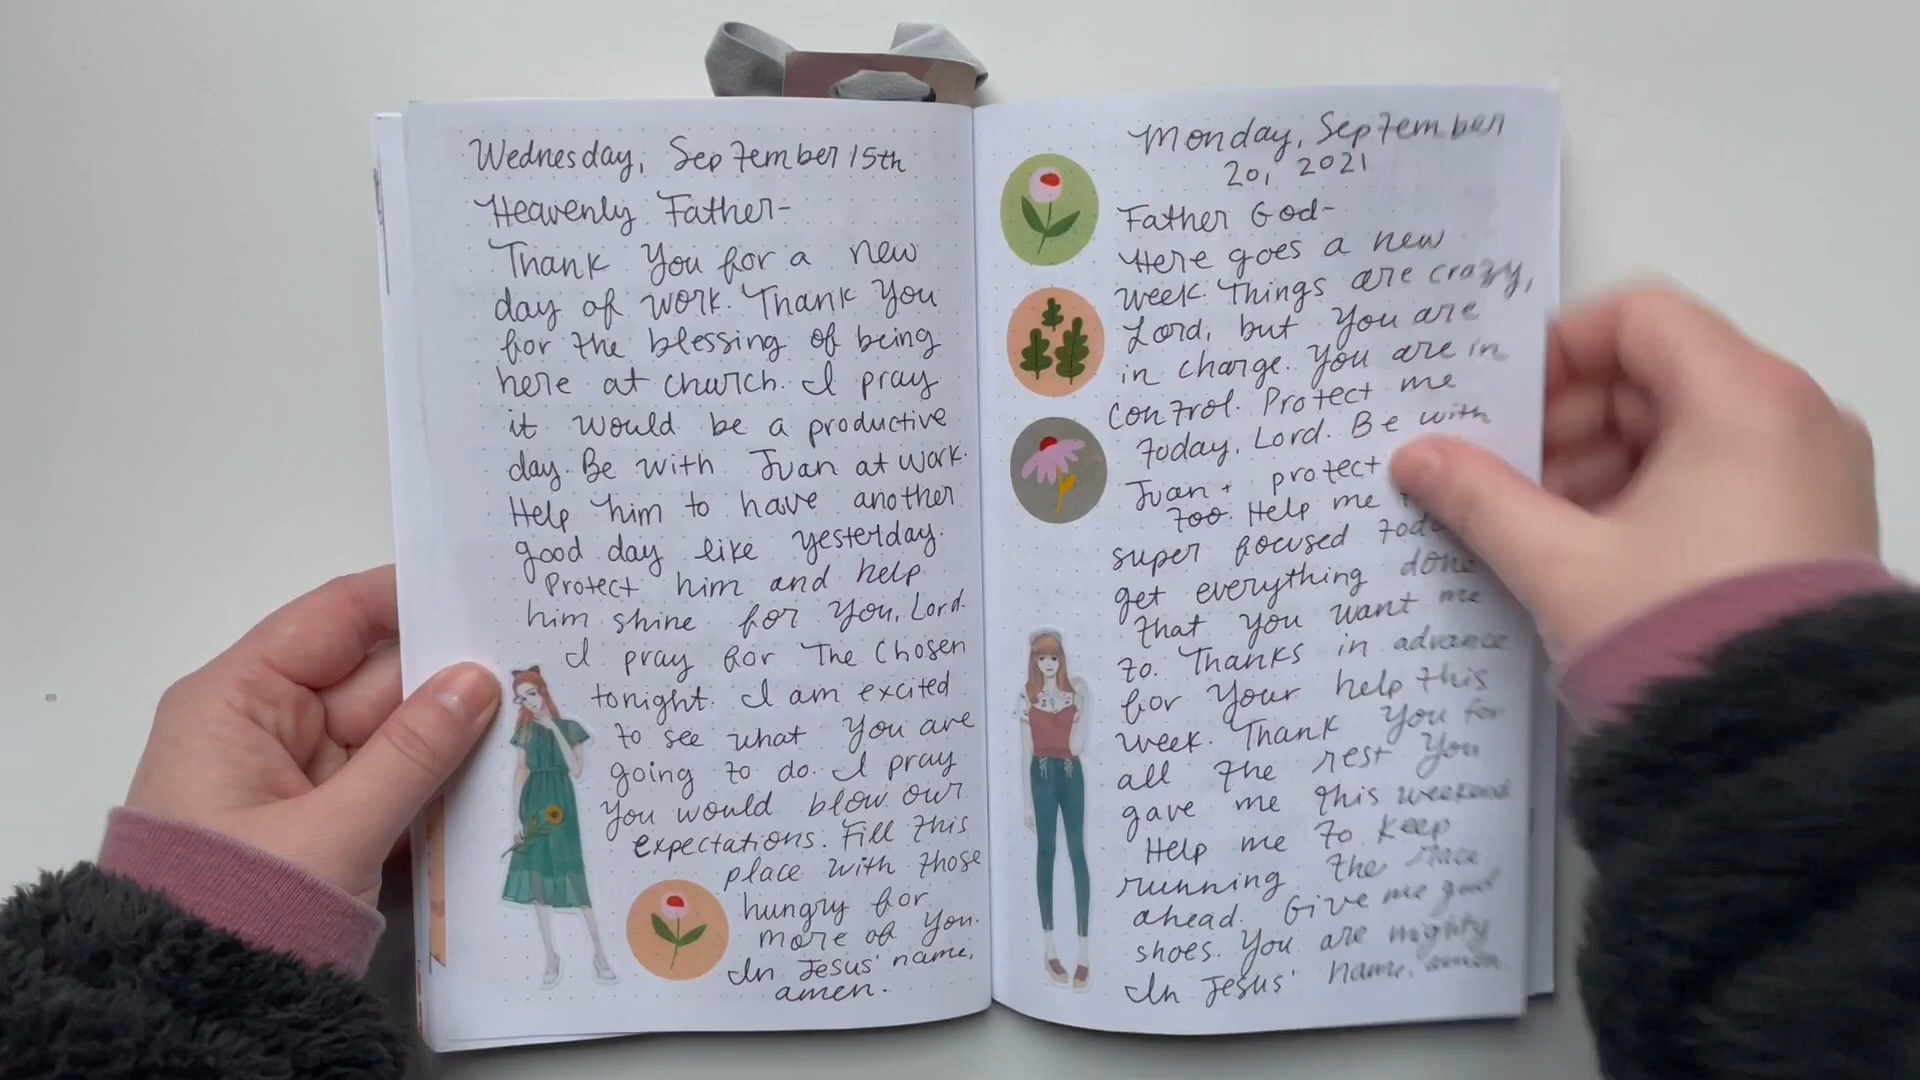 Wednesday, September 15th
Heavenly Father-
Thank You for a new
day of work. Thank You
for the blessing of being
here at church. I pray
it would be a productive
day. Be with Juan at work.
Help him to have another
good day like yesterday.
Protect him and help
him shine for You, Lord.
I pray for The Chosen
tonight. I am excited
to see what You are
going to do. I pray
You would blow our
expectations. Fill this
place with those
hungry for
more of You.
In Jesus' name,
amen.
Monday, September
20, 2021
Father God-
Here goes a new
week. Things are crazy,
Lord, but You are
in charge. You are in
control. Protect me
today, Lord. Be with
Juan + protect
too. Help me
super focused
get everything done
that You want me
to. Thanks in advance
for Your help this
week. Thank You for
all the rest You
gave me this weekend
Help me to keep
running the race
ahead. Give me good
shoes. You are mighty
In Jesus' name, amen.